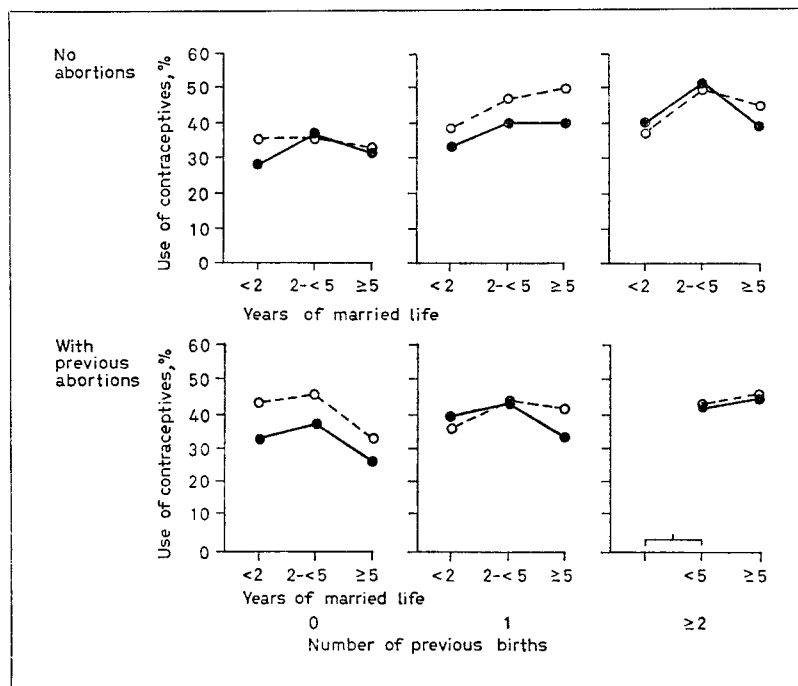 No
abortions
Use of contraceptives, %
60
50
40
30
20
10
0
<2 2-<5 ≥5 <2 2-<5 ≥5 <2 2-<5 ≥5
Years of married life
With
previous
abortions
Use of contraceptives, %
60
50
40
30
20
10
0
<2 2-<5 ≥5 <2 2-<5 ≥5 <5 ≥5
Years of married life
0 1 ≥2
Number of previous births